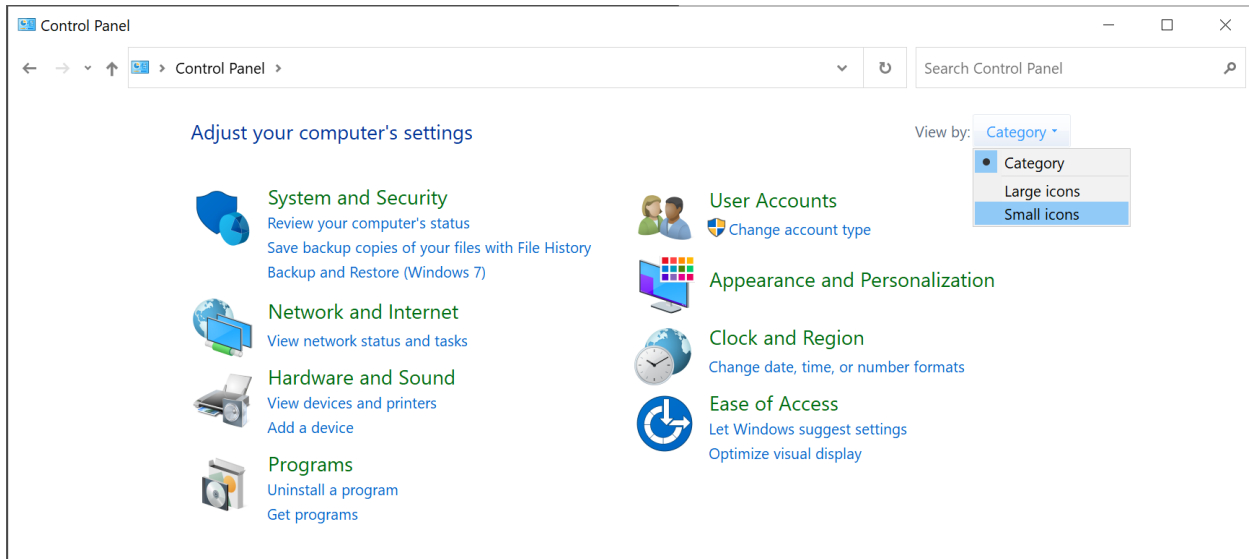 Control Panel
Control Panel
Search Control Panel
Adjust your computer's settings
View by: Category
Category
Large icons
Small icons
System and Security
Review your computer's status
Save backup copies of your files with File History
Backup and Restore (Windows 7)
Network and Internet
View network status and tasks
Hardware and Sound
View devices and printers
Add a device
Programs
Uninstall a program
Get programs
User Accounts
Change account type
Appearance and Personalization
Clock and Region
Change date, time, or number formats
Ease of Access
Let Windows suggest settings
Optimize visual display